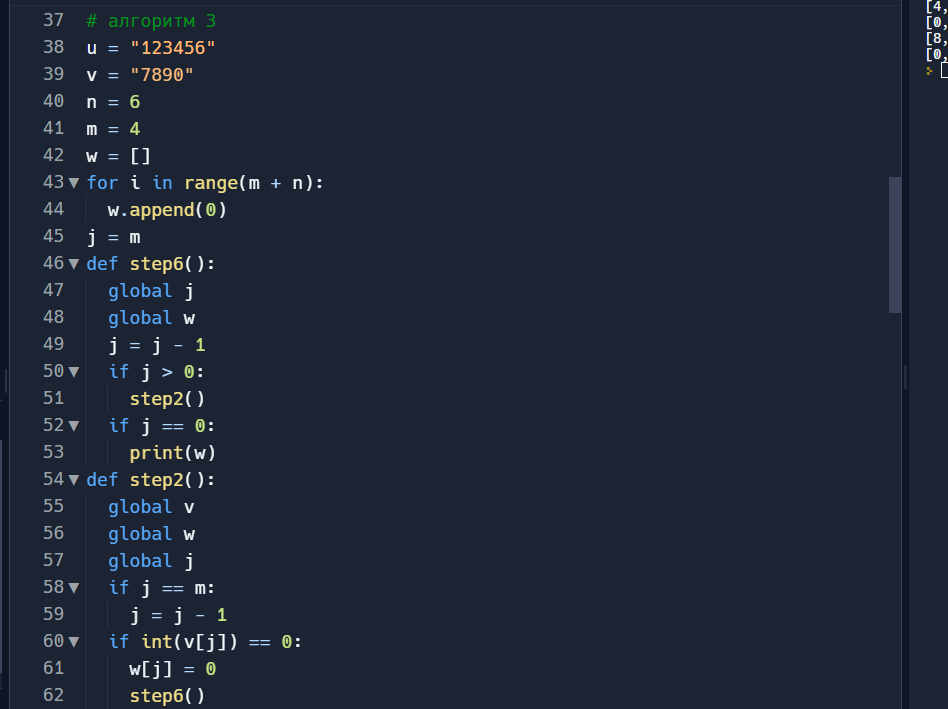 37 # алгоритм 3
38 u = "123456"
39 v = "7890"
40 n = 6
41 m = 4
42 w = []
43 for i in range(m + n):
44 w.append(0)
45 j = m
46 def step6():
47 global j
48 global w
49 j = j - 1
50 if j > 0:
51 step2()
52 if j == 0:
53 print(w)
54 def step2():
55 global v
56 global w
57 global j
58 if j == m:
59 j = j - 1
60 if int(v[j]) == 0:
61 w[j] = 0
62 step6()
[4,
[0,
[8,
[0,